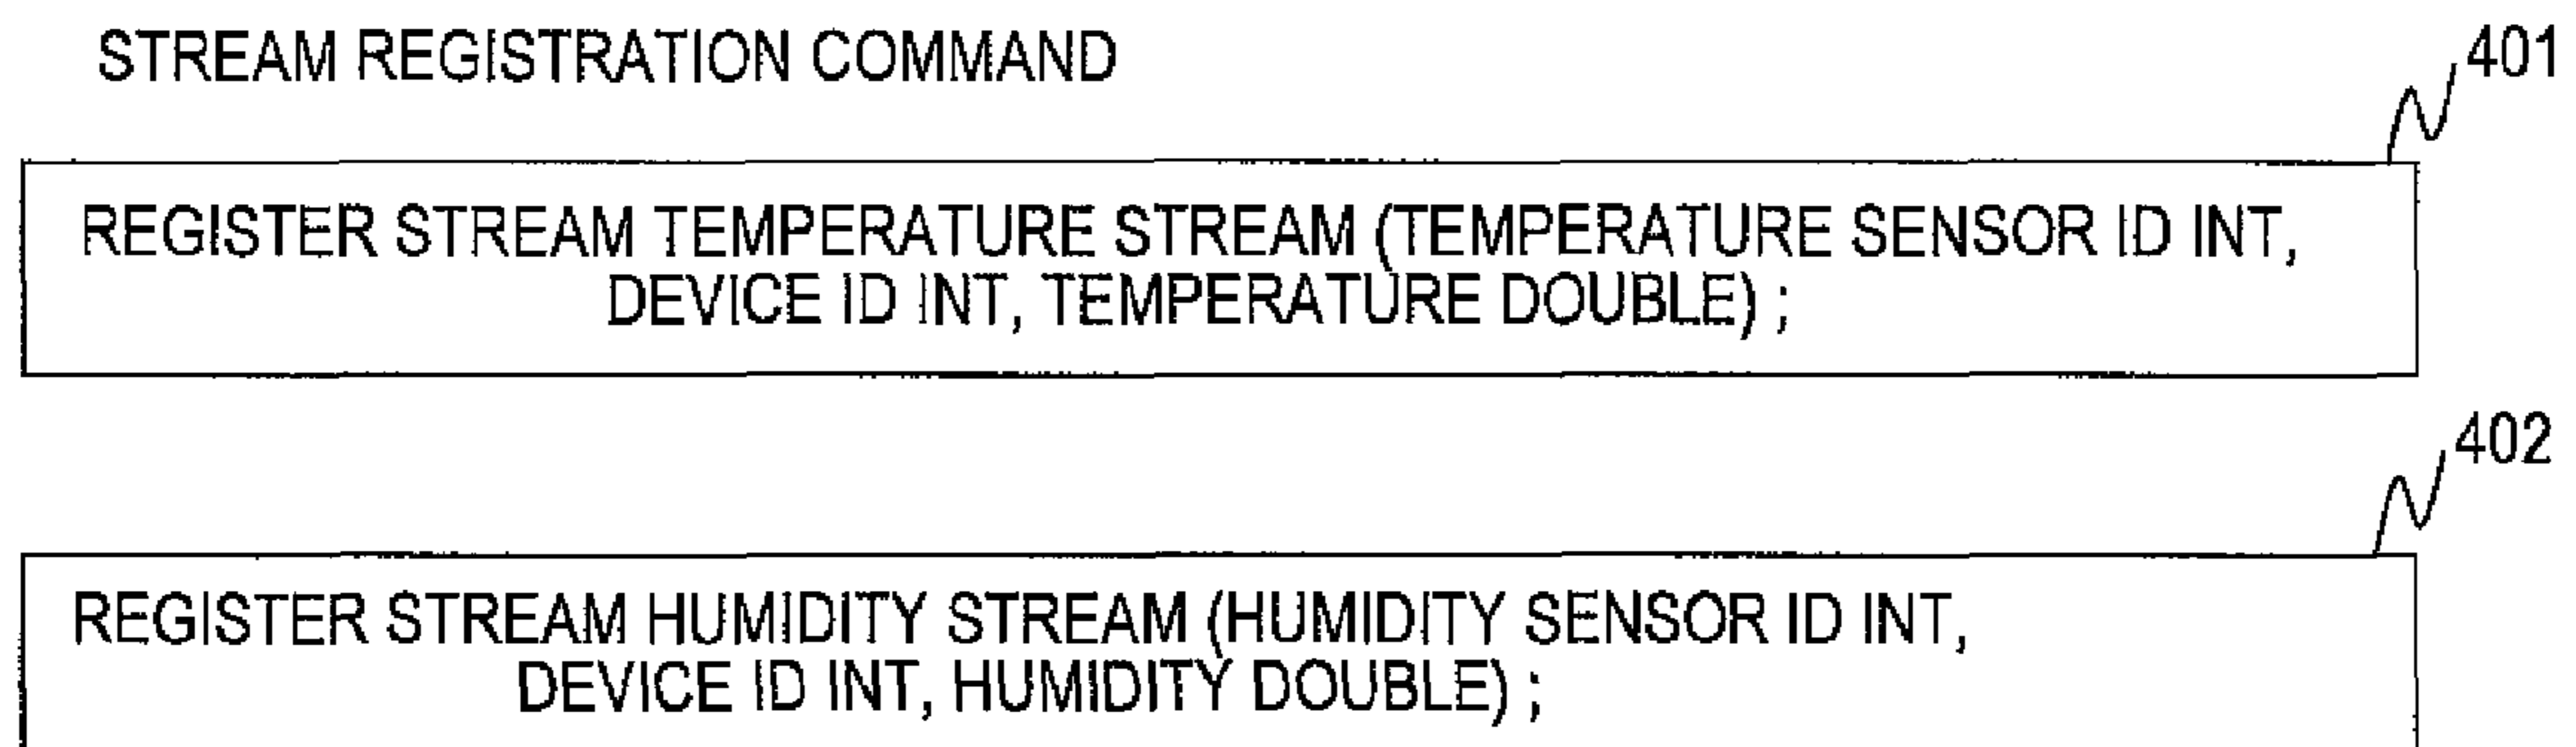 STREAM REGISTRATION COMMAND
401
REGISTER STREAM TEMPERATURE STREAM (TEMPERATURE SENSOR ID INT,
DEVICE ID INT, TEMPERATURE DOUBLE) ;
402
REGISTER STREAM HUMIDITY STREAM (HUMIDITY SENSOR ID INT,
DEVICE ID INT, HUMIDITY DOUBLE) ;